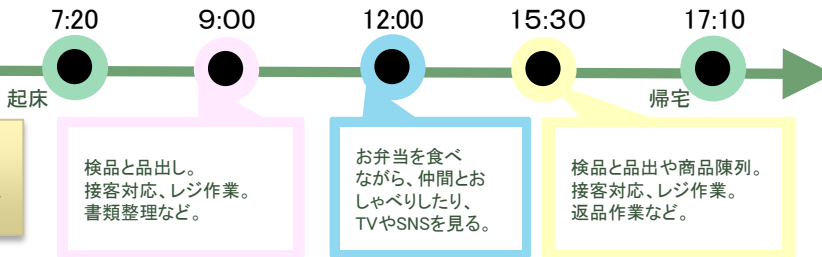 7:20
9:00
12:00
15:30
17:10
起床
帰宅
検品と品出し。
接客対応、レジ作業。
書類整理など。
お弁当を食べ
ながら、仲間とお
しゃべりしたり、
TVやSNSを見る。
検品と品出や商品陳列。
接客対応、レジ作業。
返品作業など。